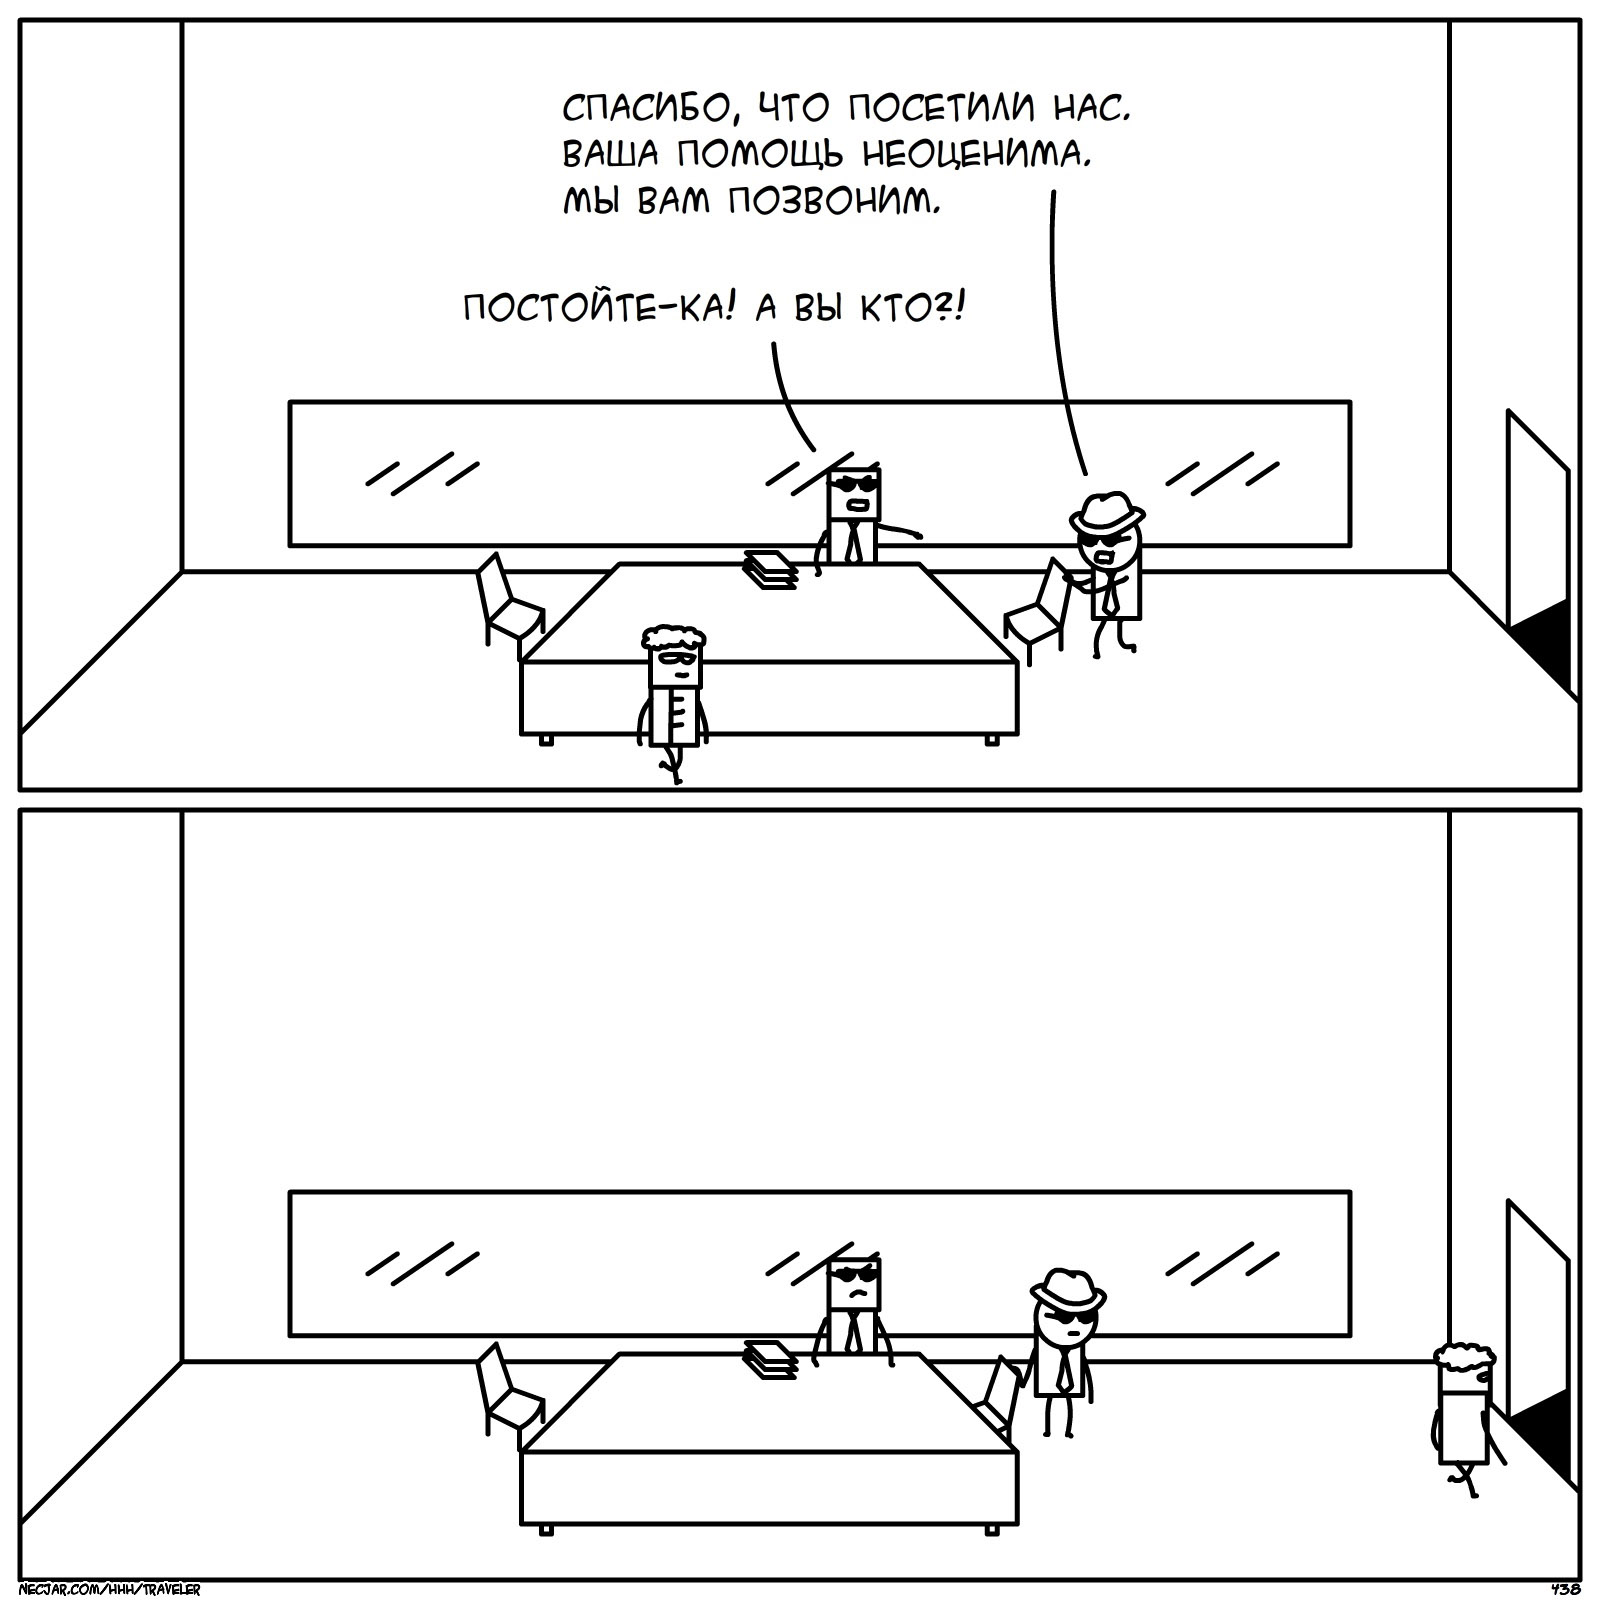 СПАСИБО, ЧТО ПОСЕТИЛИ НАС.
ВАША ПОМОЩЬ НЕОЦЕНИМА.
МЫ ВАМ ПОЗВОНИМ.
ПОСТОЙТЕ-КА! А ВЫ КТО?!
NECJAR.COM/HHH/TRAVELER
438